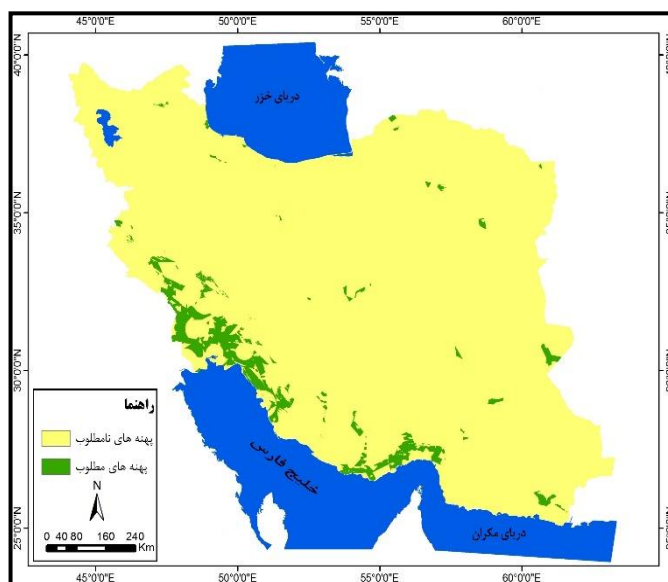 45°0'0"E 50°0'0"E 55°0'0"E 60°0'0"E
40°0'0"N
35°0'0"N
30°0'0"N
25°0'0"N
دریای خزر
خلیج فارس
دریای مکران
راهنما
پهنه های نامطلوب
پهنه های مطلوب
N
0 40 80 160 240
Km
45°0'0"E 50°0'0"E 55°0'0"E 60°0'0"E